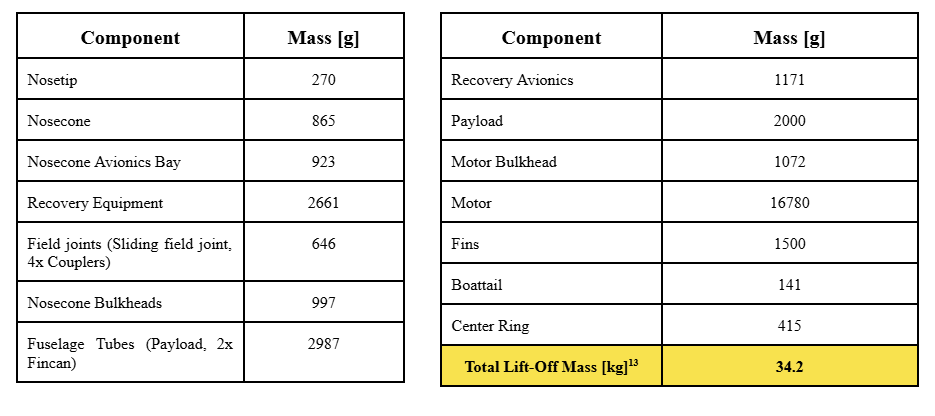 Component Mass [g]
Nosetip 270
Nosecone 865
Nosecone Avionics Bay 923
Recovery Equipment 2661
Field joints (Sliding field joint, 646
4x Couplers)
Nosecone Bulkheads 997
Fuselage Tubes (Payload, 2x 2987
Fincan)
Component Mass [g]
Recovery Avionics 1171
Payload 2000
Motor Bulkhead 1072
Motor 16780
Fins 1500
Boattail 141
Center Ring 415
Total Lift-Off Mass [kg]¹³ 34.2